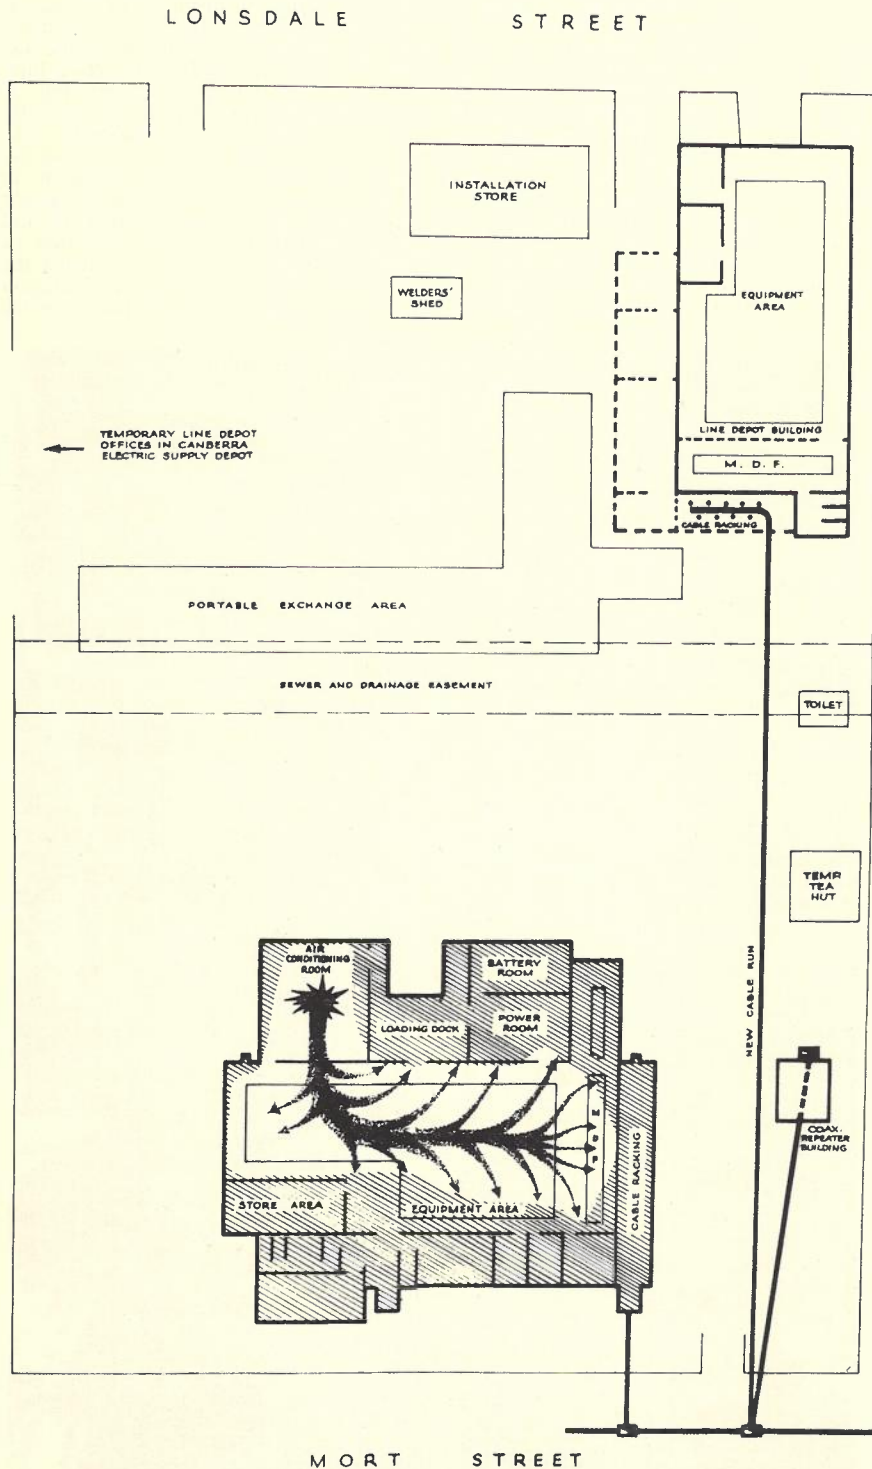 LONSDALE STREET
INSTALLATION
STORE
WELDERS'
SHED
EQUIPMENT
AREA
TEMPORARY LINE DEPOT
OFFICES IN CANBERRA
ELECTRIC SUPPLY DEPOT
LINE DEPOT BUILDING
M. D. F.
CABLE RACKING
PORTABLE EXCHANGE AREA
SEWER AND DRAINAGE EASEMENT
TOILET
TEMP.
TEA
HUT
NEW CABLE RUN
AIR
CONDITIONING
ROOM
BATTERY
ROOM
LOADING DOCK
POWER
ROOM
M D F
CABLE RACKING
COAX.
REPEATER
BUILDING
STORE AREA
EQUIPMENT AREA
MORT STREET